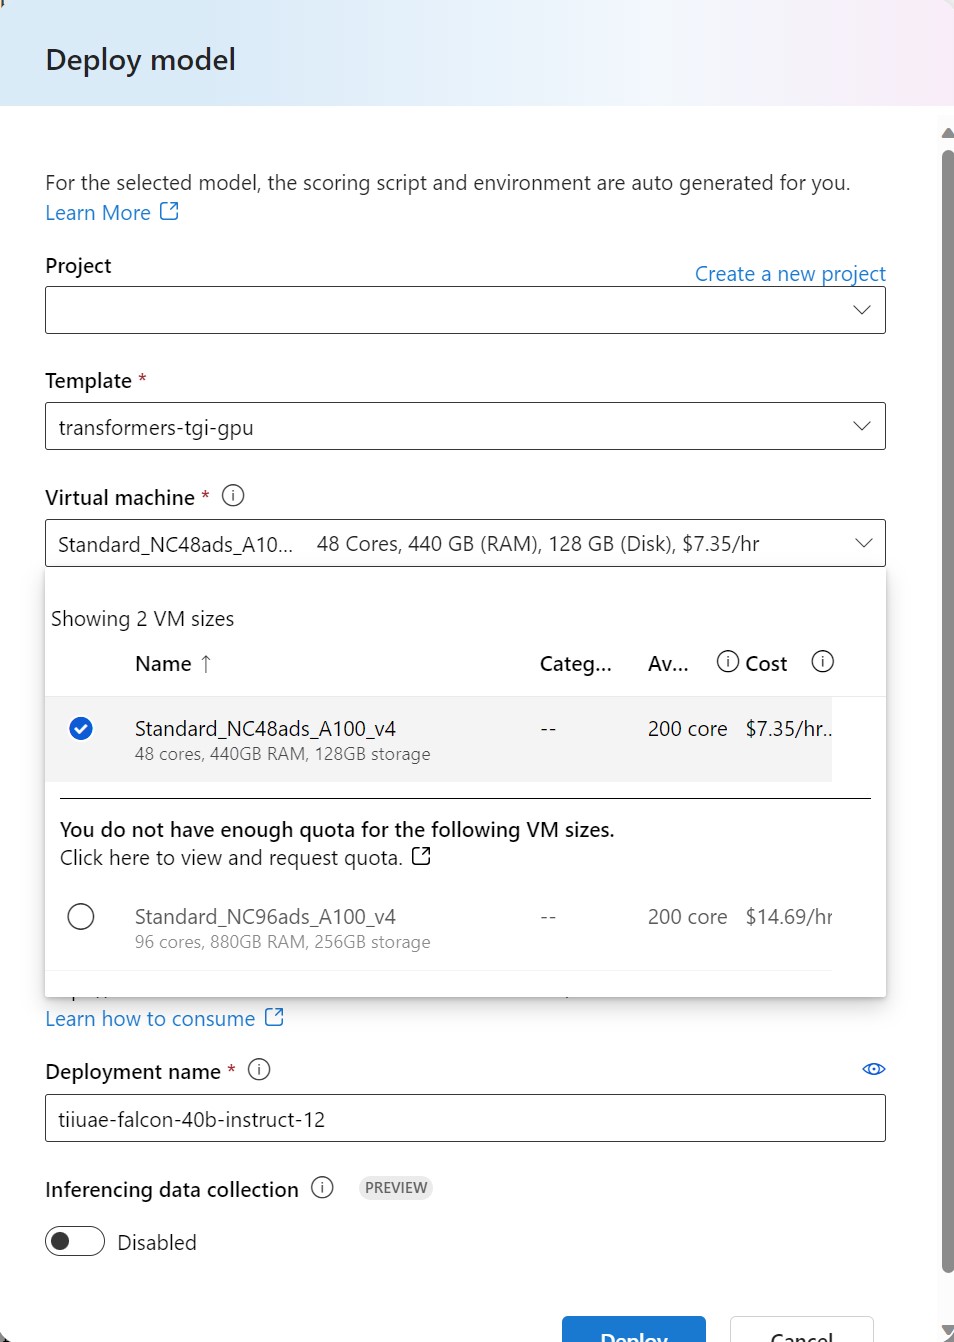 Deploy model
For the selected model, the scoring script and environment are auto generated for you.
Learn More
Project
Create a new project
Template *
transformers-tgi-gpu
Virtual machine *
Standard_NC48ads_A10... 48 Cores, 440 GB (RAM), 128 GB (Disk), $7.35/hr
Showing 2 VM sizes
Name ↑ Categ... Av... Cost
Standard_NC48ads_A100_v4 -- 200 core $7.35/hr..
48 cores, 440GB RAM, 128GB storage
You do not have enough quota for the following VM sizes.
Click here to view and request quota.
Standard_NC96ads_A100_v4 -- 200 core $14.69/hr
96 cores, 880GB RAM, 256GB storage
Learn how to consume
Deployment name *
tiiuae-falcon-40b-instruct-12
Inferencing data collection PREVIEW
Disabled
Deploy Cancel